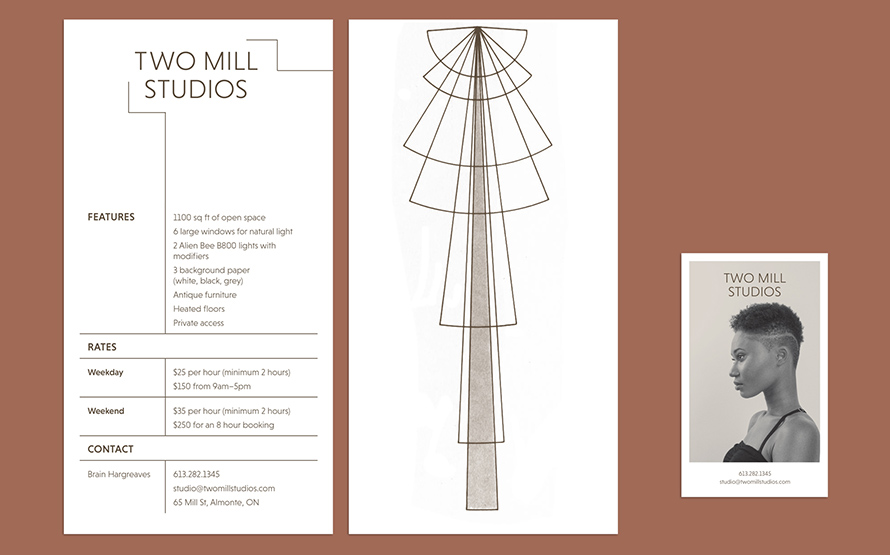 TWO MILL
STUDIOS
FEATURES
1100 sq ft of open space
6 large windows for natural light
2 Alien Bee B800 lights with
modifiers
3 background paper
(white, black, grey)
Antique furniture
Heated floors
Private access
RATES
Weekday
$25 per hour (minimum 2 hours)
$150 from 9am–5pm
Weekend
$35 per hour (minimum 2 hours)
$250 for an 8 hour booking
CONTACT
Brain Hargreaves
613.282.1345
studio@twomillstudios.com
65 Mill St, Almonte, ON
TWO MILL
STUDIOS
613.282.1345
studio@twomillstudios.com